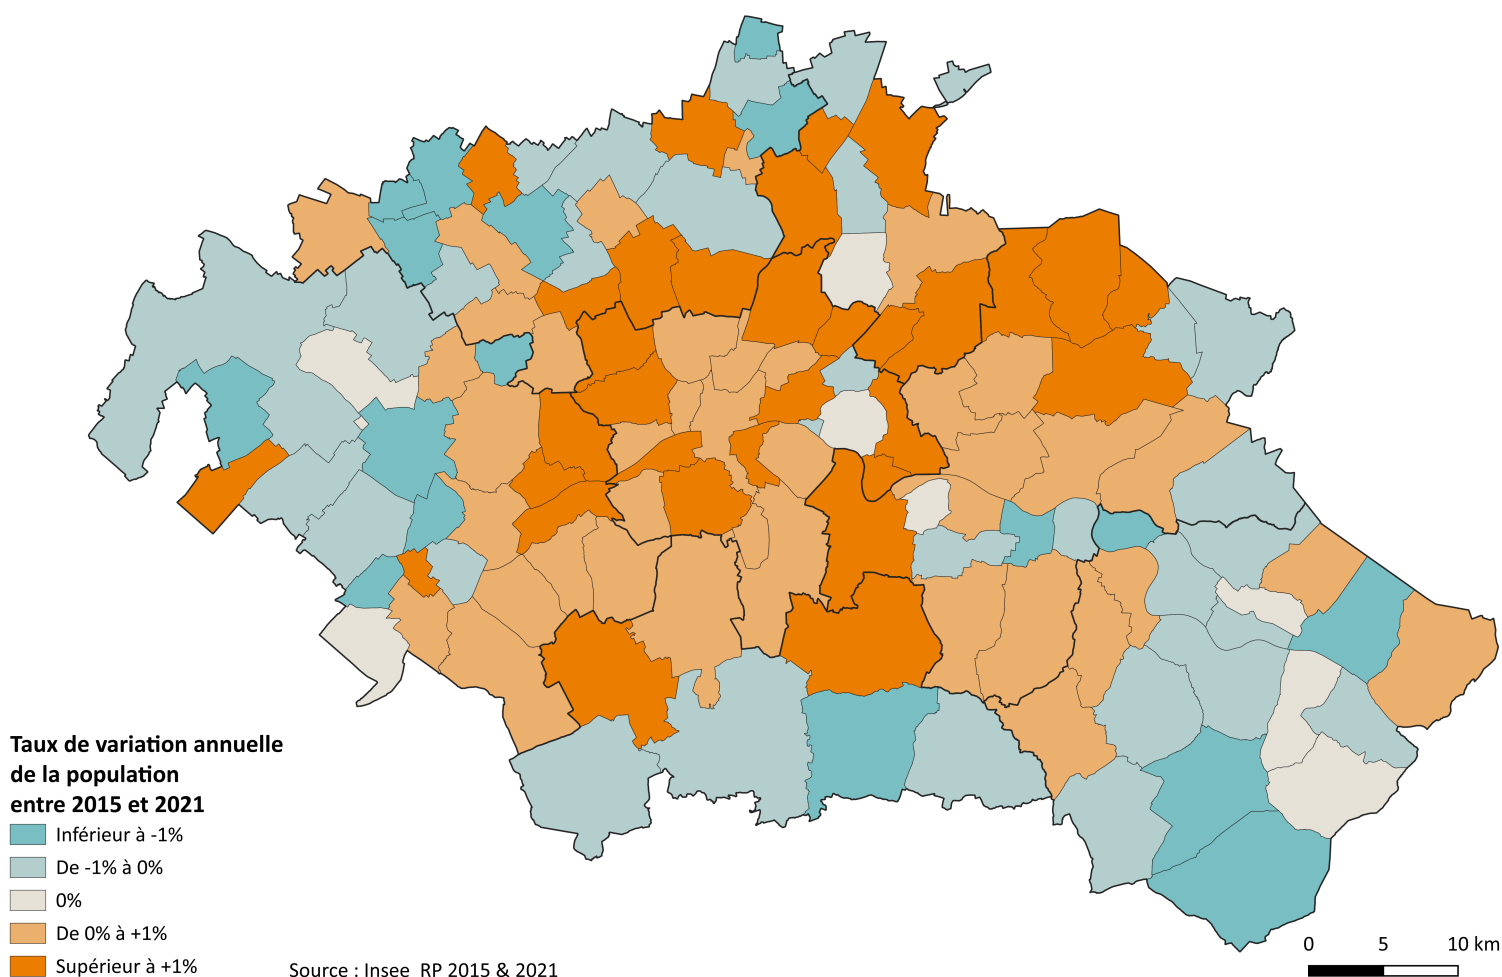 Taux de variation annuelle
de la population
entre 2015 et 2021
Inférieur à -1%
De -1% à 0%
0%
De 0% à +1%
Supérieur à +1%
Source : Insee RP 2015 & 2021
0 5 10 km